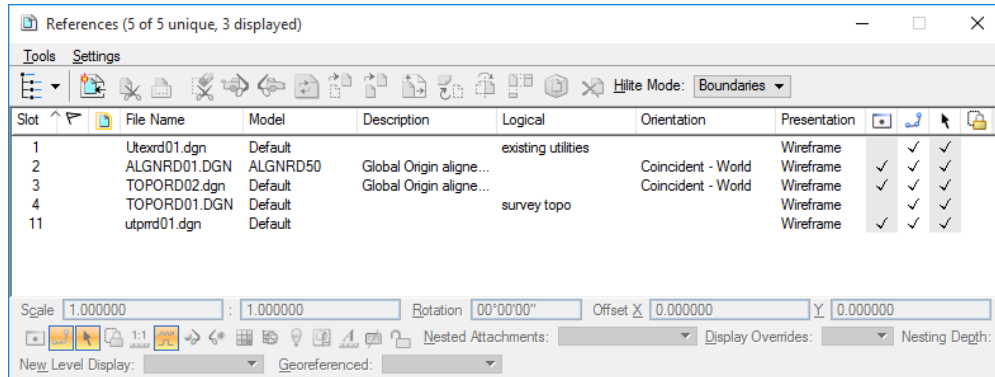 References (5 of 5 unique, 3 displayed)
Tools Settings
Hilite Mode: Boundaries
Slot File Name Model Description Logical Orientation Presentation
1 Utexrd01.dgn Default existing utilities Wireframe
2 ALGNRD01.DGN ALGNRD50 Global Origin aligne... Coincident - World Wireframe
3 TOPORD02.dgn Default Global Origin aligne... Coincident - World Wireframe
4 TOPORD01.DGN Default survey topo Wireframe
11 utprrd01.dgn Default Wireframe
Scale 1.000000 : 1.000000 Rotation 00°00'00" Offset X 0.000000 Y 0.000000
1:1 Nested Attachments: Display Overrides: Nesting Depth:
New Level Display: Georeferenced: